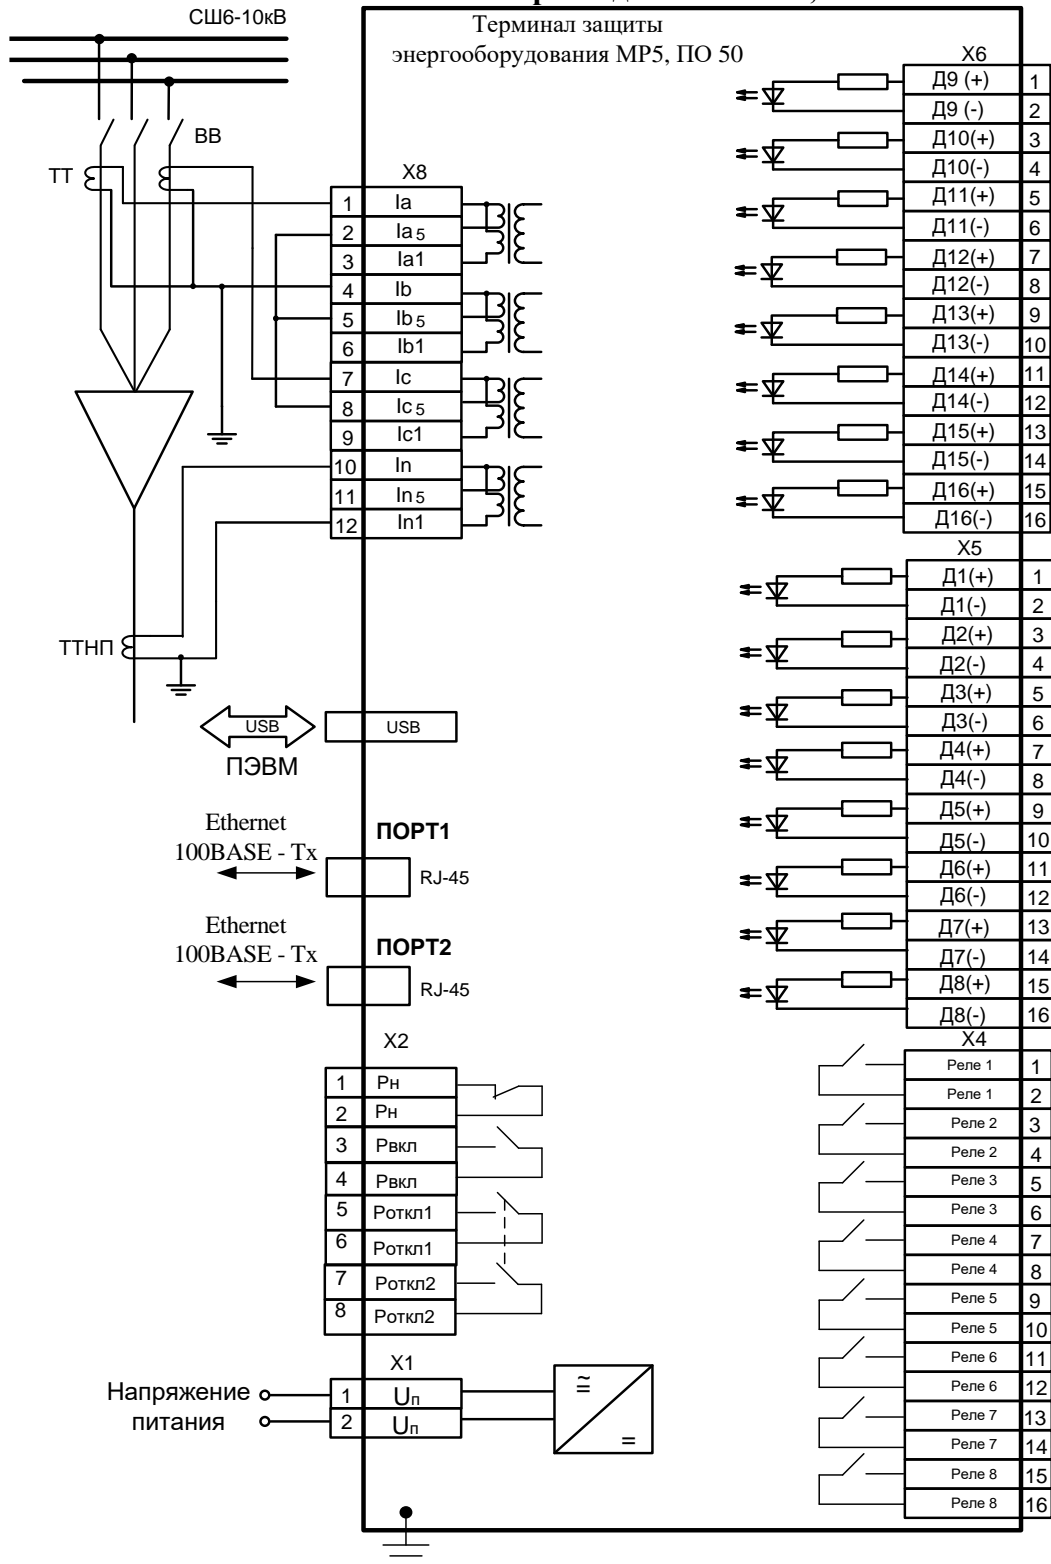 СШ6-10кВ
Терминал защиты
энергооборудования МР5, ПО 50
ВВ
ТТ
X8
1 Ia
2 Ia5
3 Ia1
4 Ib
5 Ib5
6 Ib1
7 Ic
8 Ic5
9 Ic1
10 In
11 In5
12 In1
ТТНП
USB
USB
ПЭВМ
Ethernet
100BASE - Tx
ПОРТ1
RJ-45
Ethernet
100BASE - Tx
ПОРТ2
RJ-45
X2
1 Рн
2 Рн
3 Рвкл
4 Рвкл
5 Роткл1
6 Роткл1
7 Роткл2
8 Роткл2
X1
Напряжение
питания
1 Uп
2 Uп
X6
Д9 (+) 1
Д9 (-) 2
Д10(+) 3
Д10(-) 4
Д11(+) 5
Д11(-) 6
Д12(+) 7
Д12(-) 8
Д13(+) 9
Д13(-) 10
Д14(+) 11
Д14(-) 12
Д15(+) 13
Д15(-) 14
Д16(+) 15
Д16(-) 16
X5
Д1(+) 1
Д1(-) 2
Д2(+) 3
Д2(-) 4
Д3(+) 5
Д3(-) 6
Д4(+) 7
Д4(-) 8
Д5(+) 9
Д5(-) 10
Д6(+) 11
Д6(-) 12
Д7(+) 13
Д7(-) 14
Д8(+) 15
Д8(-) 16
X4
Реле 1 1
Реле 1 2
Реле 2 3
Реле 2 4
Реле 3 5
Реле 3 6
Реле 4 7
Реле 4 8
Реле 5 9
Реле 5 10
Реле 6 11
Реле 6 12
Реле 7 13
Реле 7 14
Реле 8 15
Реле 8 16